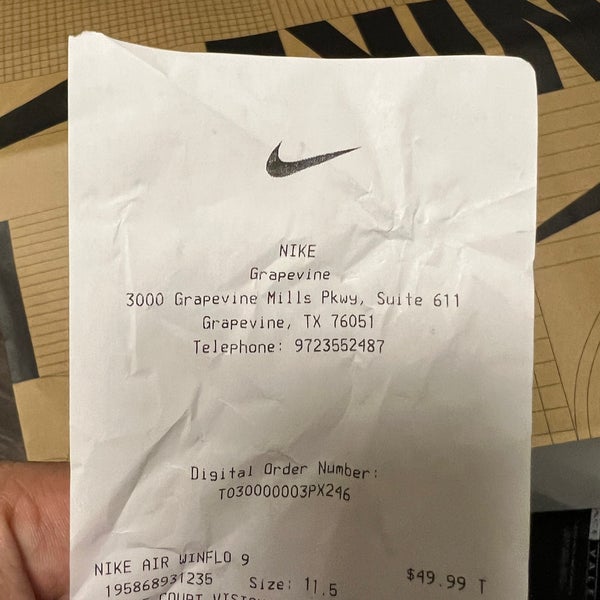 NIKE
Grapevine
3000 Grapevine Mills Pkwy, Suite 611
Grapevine, TX 76051
Telephone: 9723552487
Digital Order Number:
T030000003PX246
NIKE AIR WINFLO 9
195868931235 Size: 11.5 $49.99 T
COURT